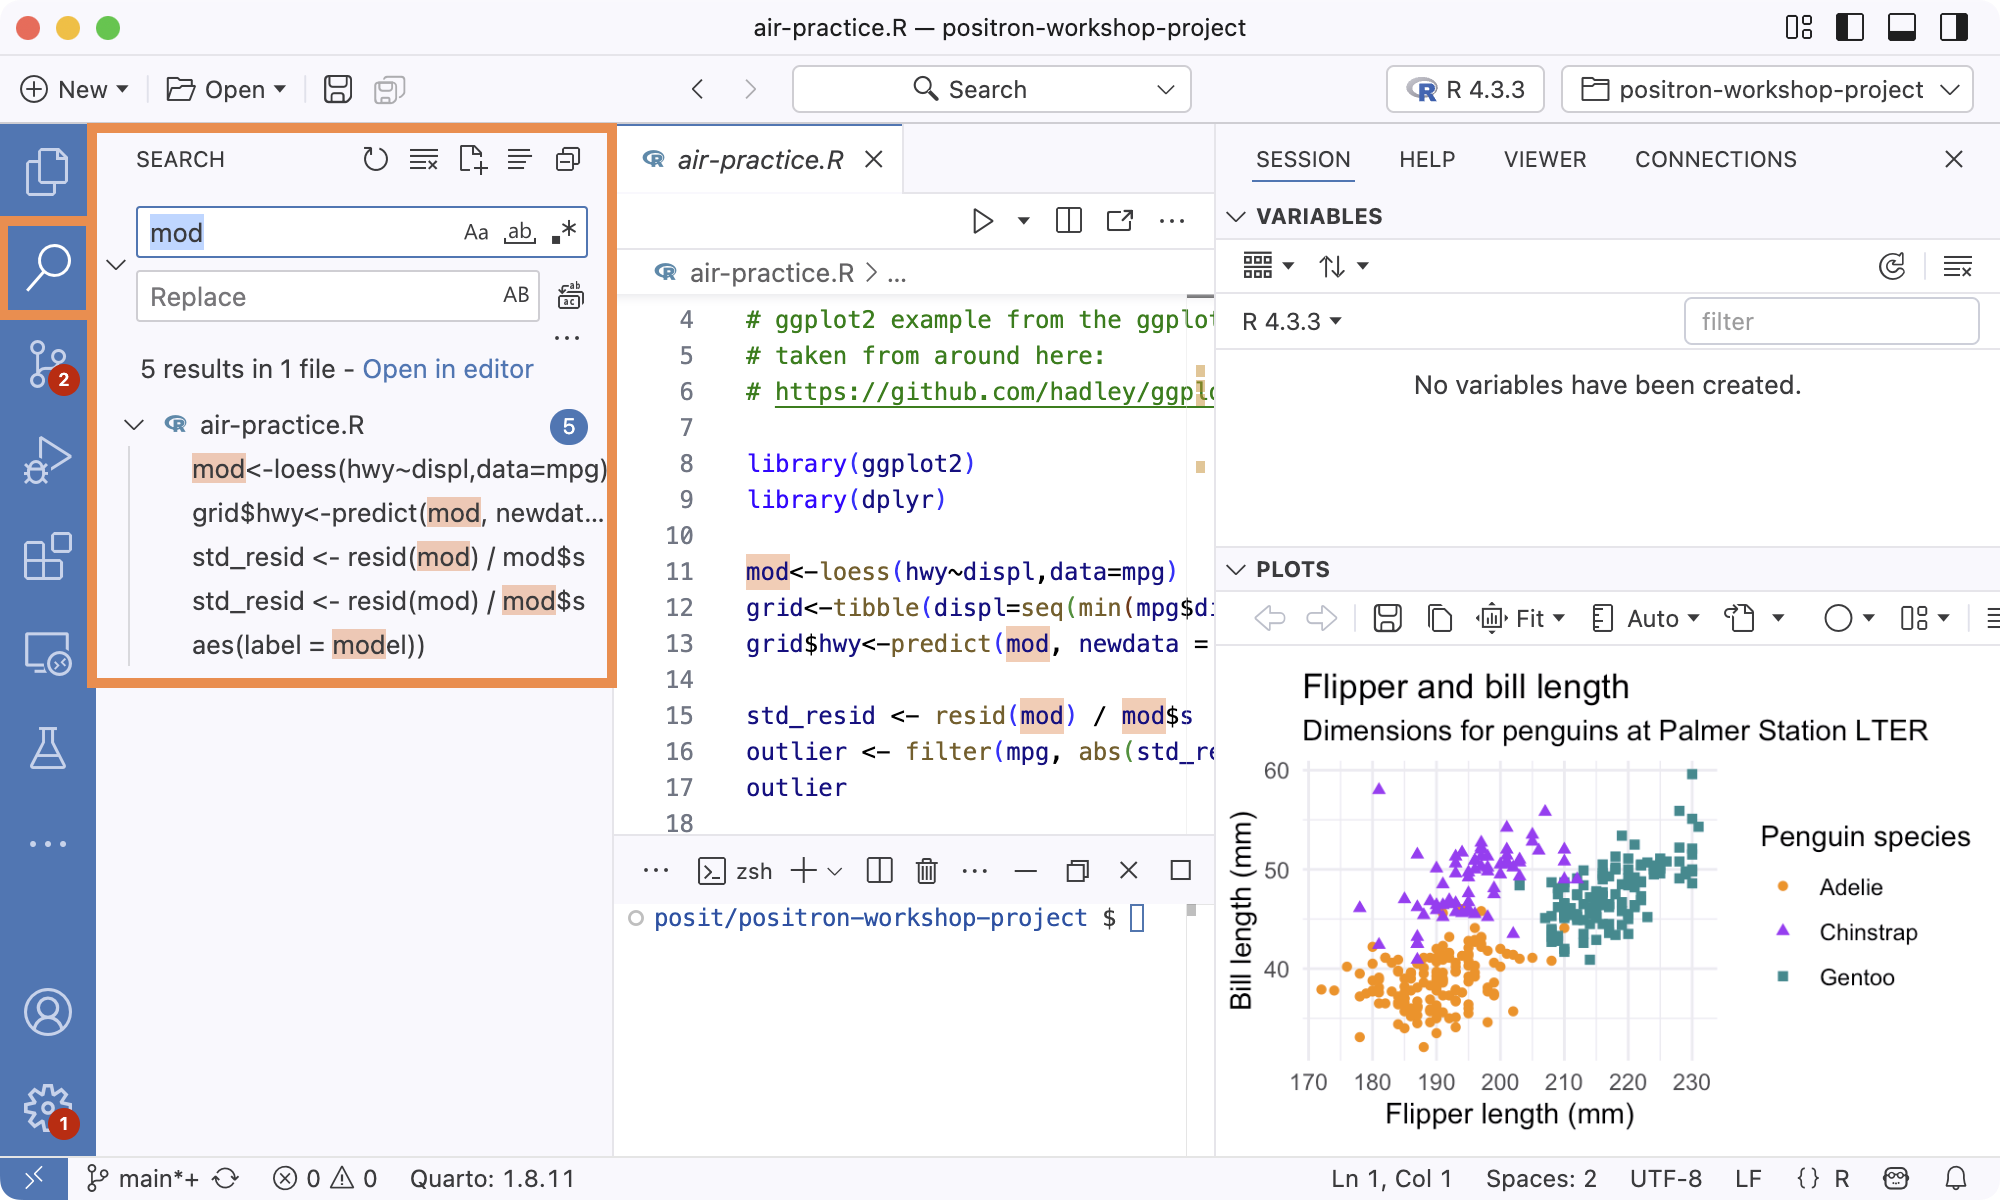 air-practice.R — positron-workshop-project
New
Open
Search
R 4.3.3
positron-workshop-project
SEARCH
mod
Aa
ab
.*
Replace
AB
ab
ac
5 results in 1 file - Open in editor
air-practice.R
5
mod<-loess(hwy~displ,data=mpg)
grid$hwy<-predict(mod, newdat...
std_resid <- resid(mod) / mod$s
std_resid <- resid(mod) / mod$s
aes(label = model))
2
1
air-practice.R
air-practice.R > ...
4 # ggplot2 example from the ggplot
5 # taken from around here:
6 # https://github.com/hadley/ggplo
7
8 library(ggplot2)
9 library(dplyr)
10
11 mod<-loess(hwy~displ,data=mpg)
12 grid<-tibble(displ=seq(min(mpg$di
13 grid$hwy<-predict(mod, newdata =
14
15 std_resid <- resid(mod) / mod$s
16 outlier <- filter(mpg, abs(std_re
17 outlier
18
zsh
posit/positron-workshop-project $
SESSION
HELP
VIEWER
CONNECTIONS
VARIABLES
R 4.3.3
filter
No variables have been created.
PLOTS
Fit
Auto
Flipper and bill length
Dimensions for penguins at Palmer Station LTER
60
50
40
Bill length (mm)
170 180 190 200 210 220 230
Flipper length (mm)
Penguin species
Adelie
Chinstrap
Gentoo
main*+
0
0
Quarto: 1.8.11
Ln 1, Col 1
Spaces: 2
UTF-8
LF
{} R